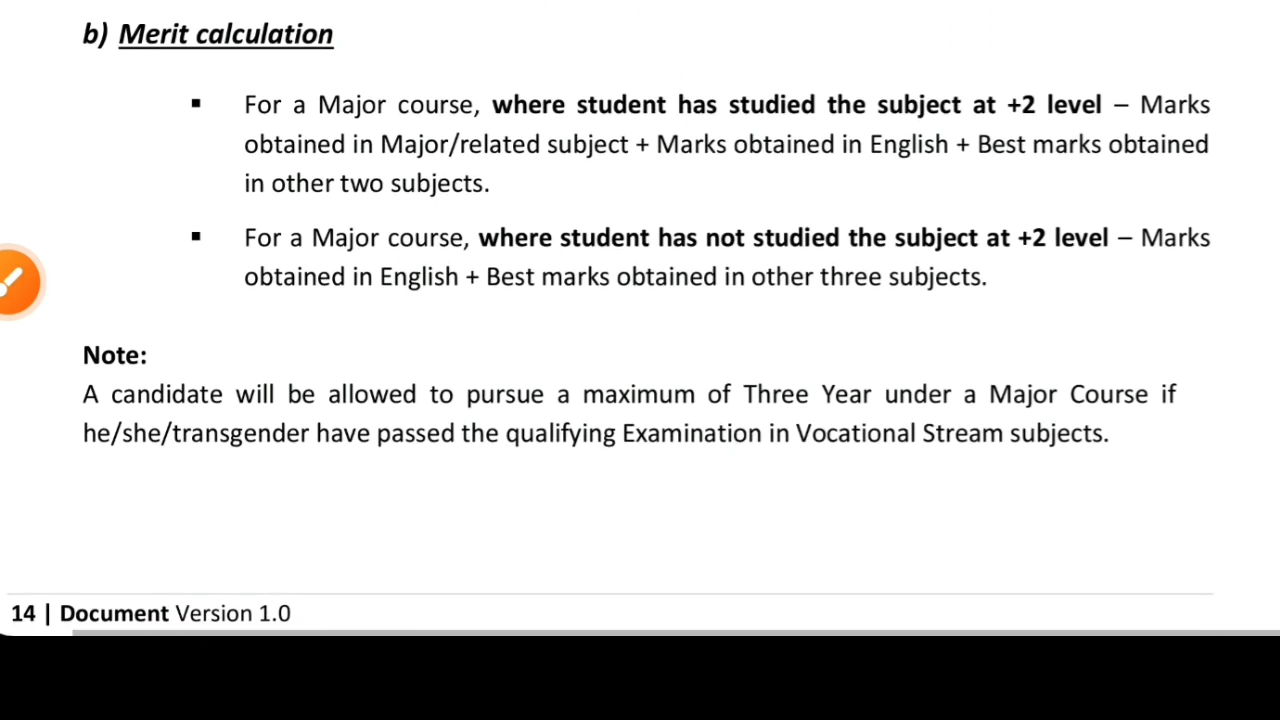 b) Merit calculation
▪ For a Major course, where student has studied the subject at +2 level – Marks
obtained in Major/related subject + Marks obtained in English + Best marks obtained
in other two subjects.
▪ For a Major course, where student has not studied the subject at +2 level – Marks
obtained in English + Best marks obtained in other three subjects.
Note:
A candidate will be allowed to pursue a maximum of Three Year under a Major Course if
he/she/transgender have passed the qualifying Examination in Vocational Stream subjects.
14 | Document Version 1.0